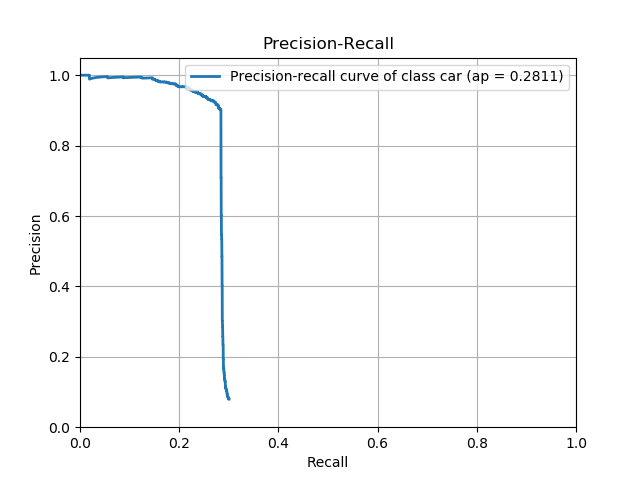 Precision-Recall
Precision-recall curve of class car (ap = 0.2811)
1.0
0.8
0.6
0.4
0.2
0.0
Precision
0.0 0.2 0.4 0.6 0.8 1.0
Recall